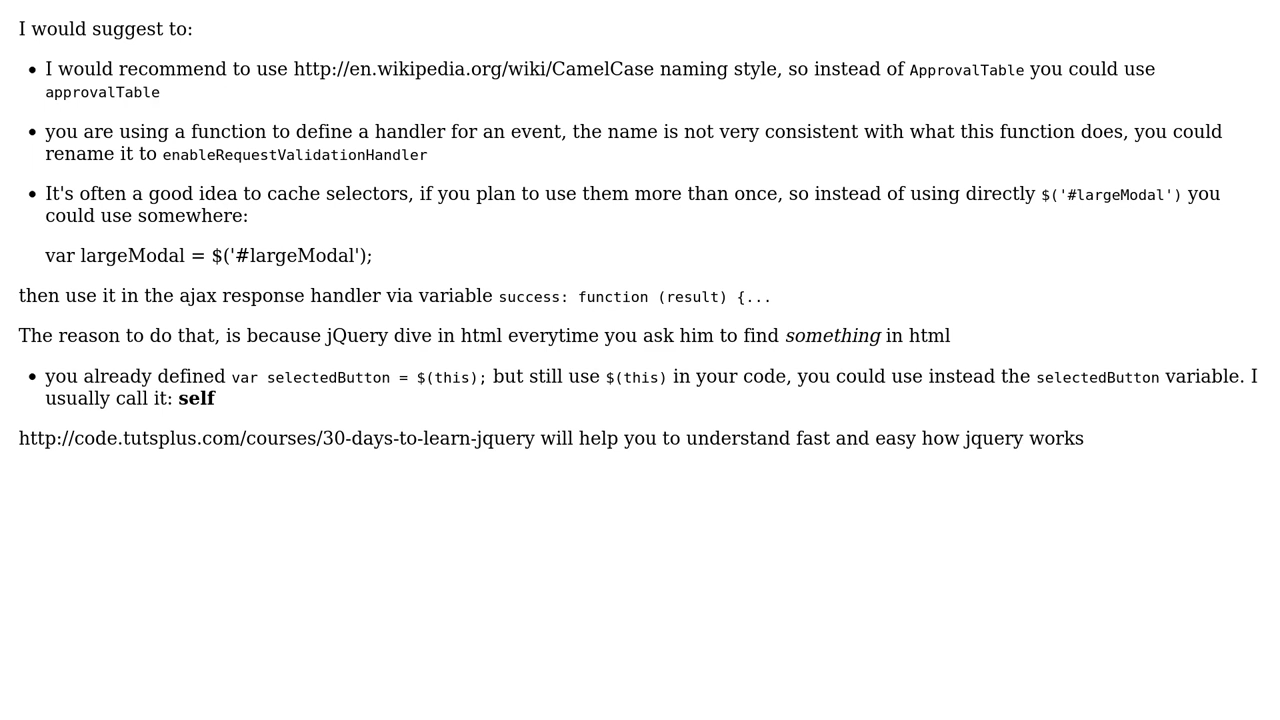 I would suggest to:
I would recommend to use http://en.wikipedia.org/wiki/CamelCase naming style, so instead of ApprovalTable you could use
approvalTable
you are using a function to define a handler for an event, the name is not very consistent with what this function does, you could
rename it to enableRequestValidationHandler
It's often a good idea to cache selectors, if you plan to use them more than once, so instead of using directly $('#largeModal') you
could use somewhere:
var largeModal = $('#largeModal');
then use it in the ajax response handler via variable success: function (result) {...
The reason to do that, is because jQuery dive in html everytime you ask him to find something in html
you already defined var selectedButton = $(this); but still use $(this) in your code, you could use instead the selectedButton variable. I
usually call it: self
http://code.tutsplus.com/courses/30-days-to-learn-jquery will help you to understand fast and easy how jquery works